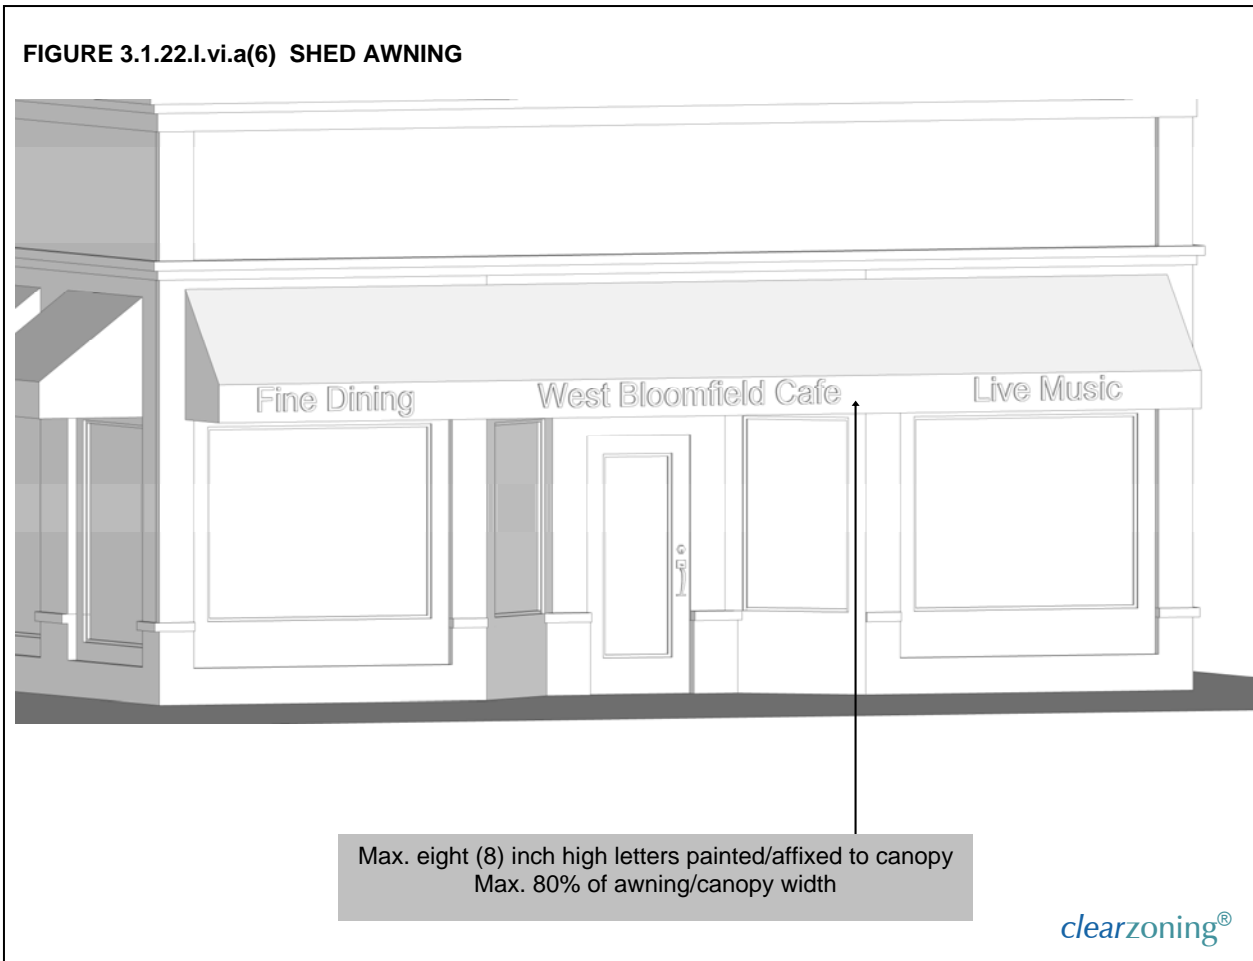 FIGURE 3.1.22.I.vi.a(6) SHED AWNING
Fine Dining
West Bloomfield Cafe
Live Music
Max. eight (8) inch high letters painted/affixed to canopy
Max. 80% of awning/canopy width
clearzoning®